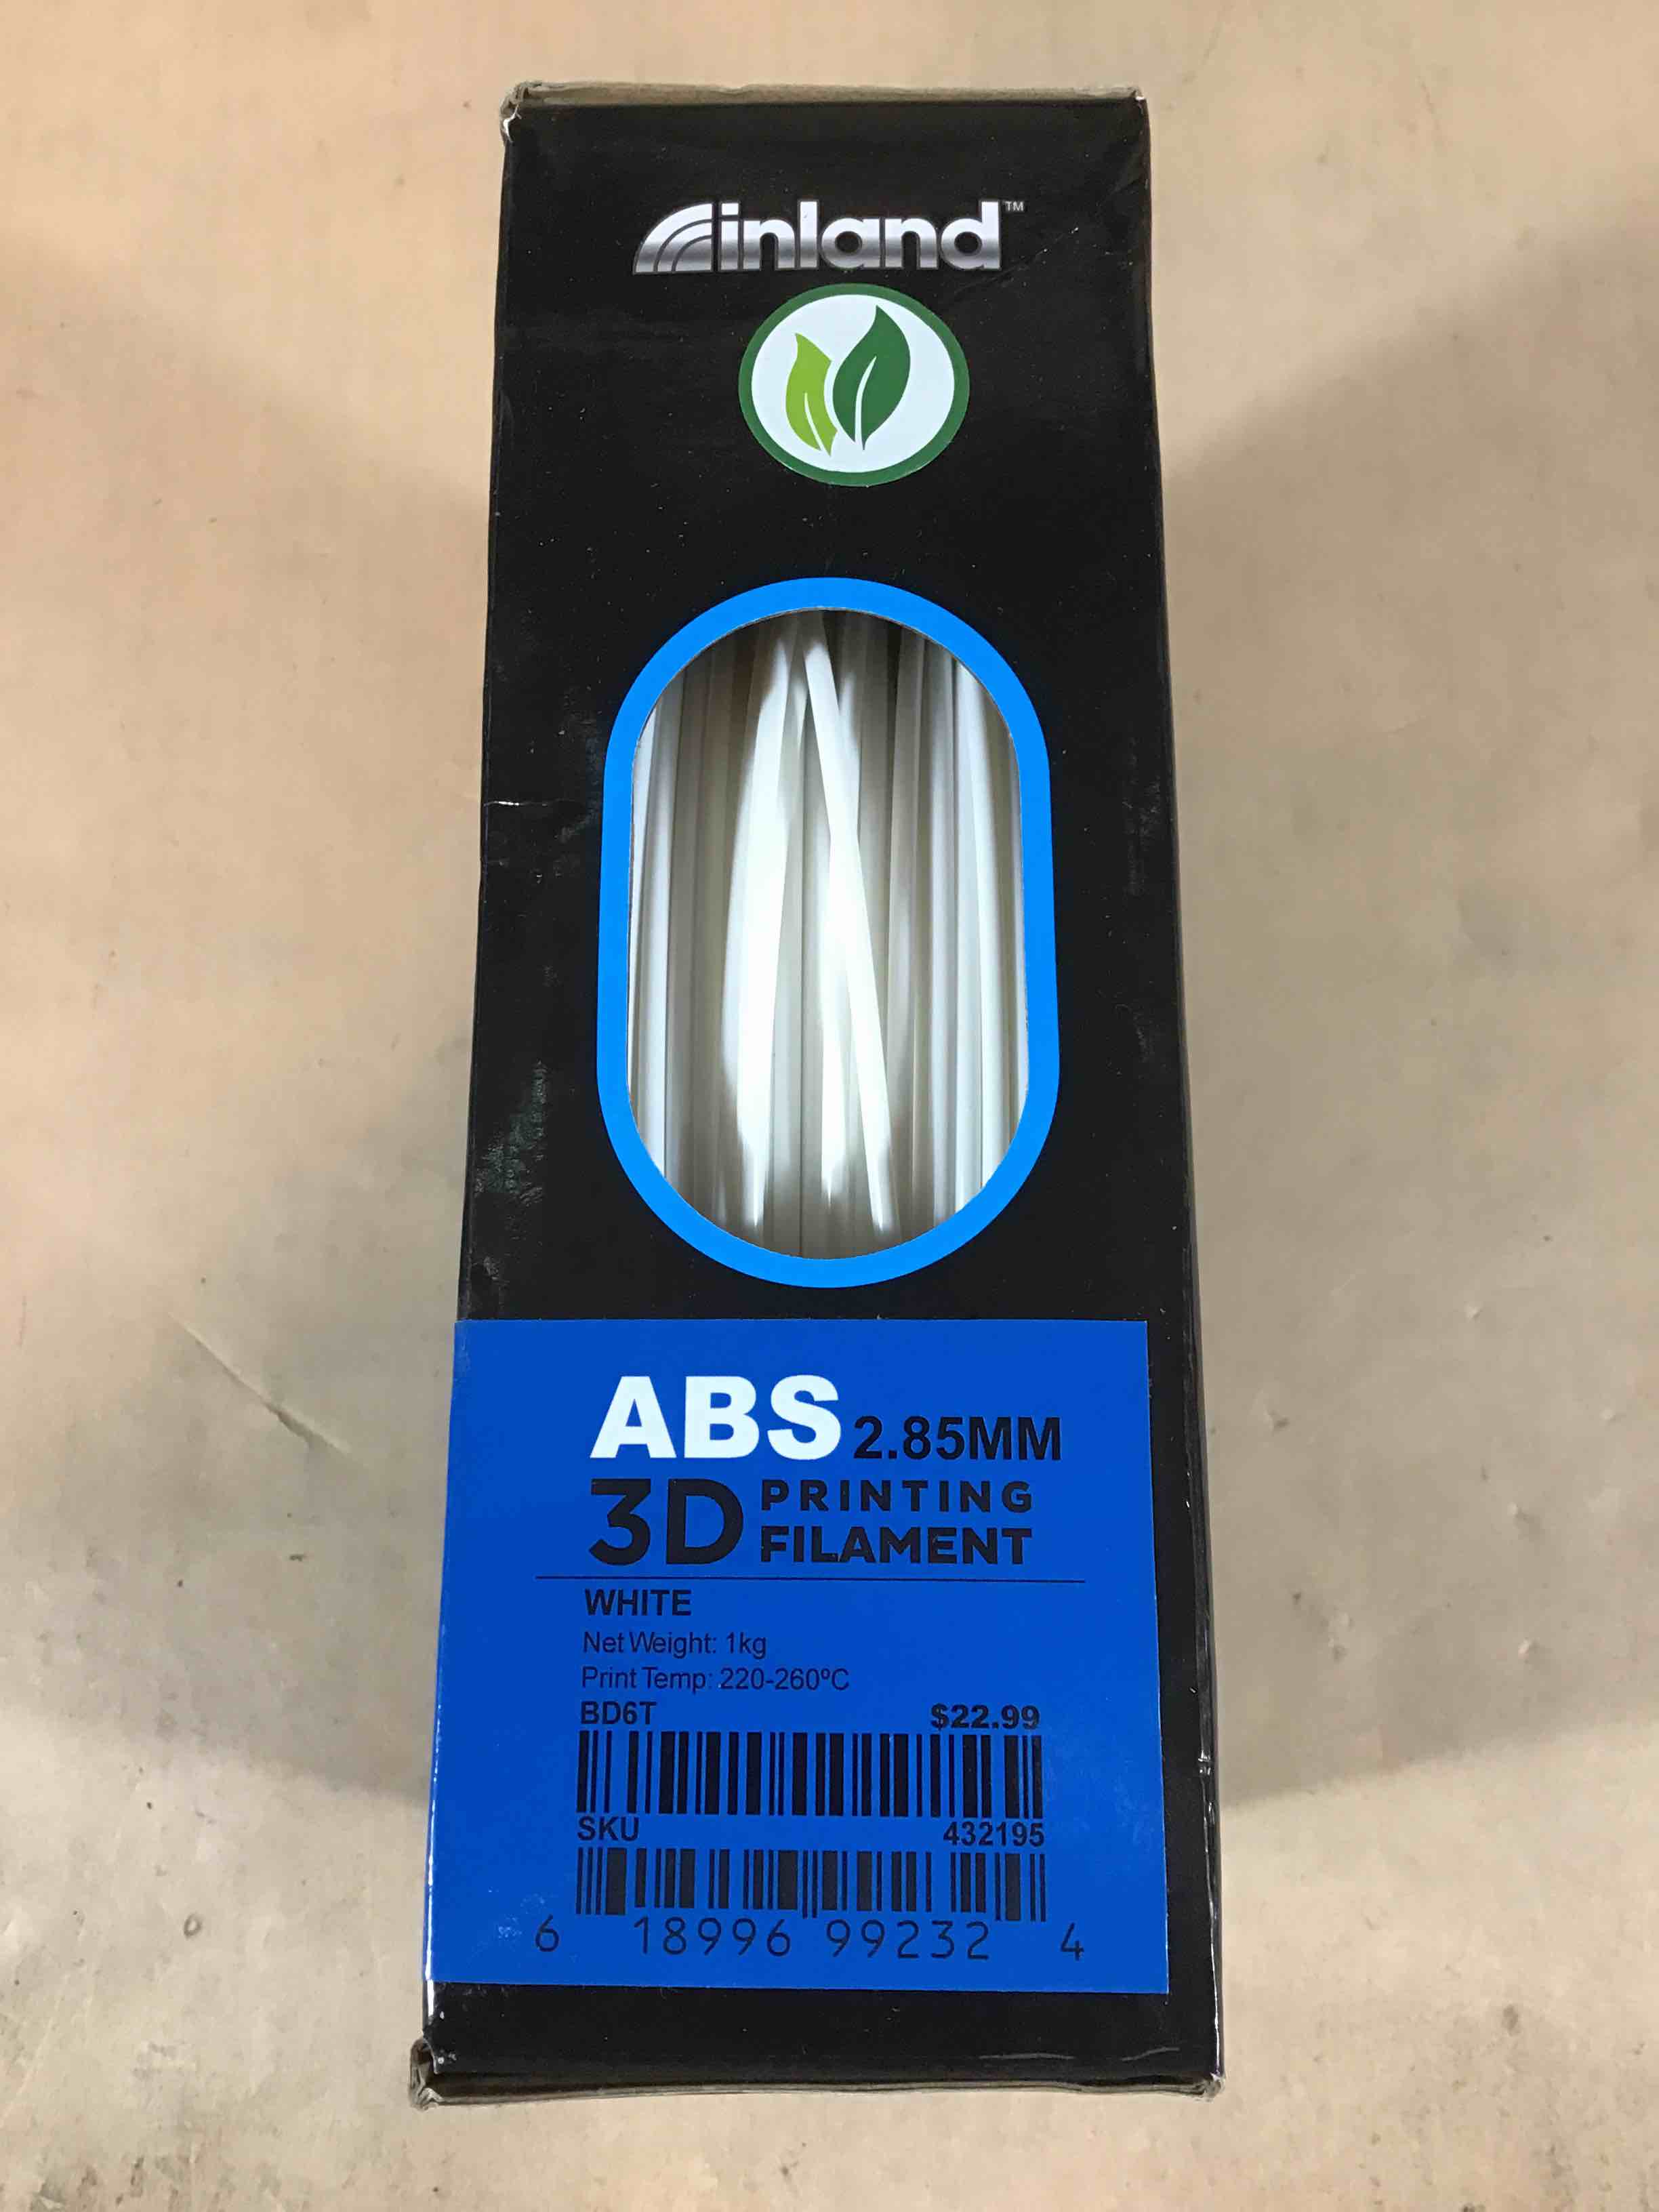 inland™
ABS 2.85MM
3D PRINTING
FILAMENT
WHITE
Net Weight: 1kg
Print Temp: 220-260ºC
BD6T $22.99
SKU 432195
6 18996 99232 4